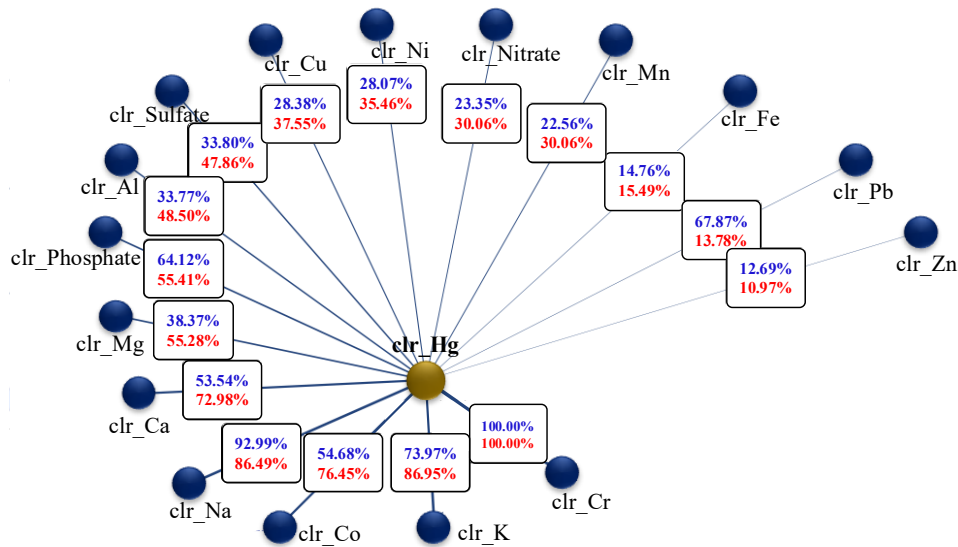 clr_Ni
28.07%
35.46%
clr_Nitrate
23.35%
30.06%
clr_Mn
22.56%
30.06%
clr_Fe
14.76%
15.49%
clr_Pb
67.87%
13.78%
clr_Zn
12.69%
10.97%
clr_Cu
28.38%
37.55%
clr_Sulfate
33.80%
47.86%
clr_Al
33.77%
48.50%
clr_Phosphate
64.12%
55.41%
clr_Mg
38.37%
55.28%
clr_Hg
clr_Ca
53.54%
72.98%
clr_Na
92.99%
86.49%
clr_Co
54.68%
76.45%
clr_K
73.97%
86.95%
clr_Cr
100.00%
100.00%